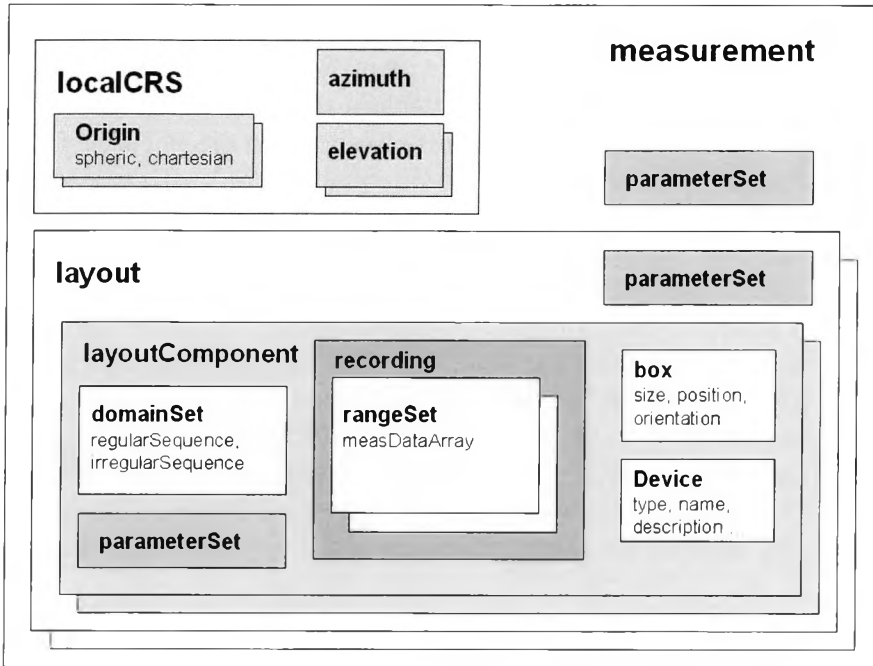 measurement
localCRS
azimuth
Origin
spheric, chartesian
elevation
parameterSet
layout
parameterSet
layoutComponent
recording
box
size, position,
orientation
domainSet
regularSequence,
irregularSequence
rangeSet
measDataArray
Device
type, name,
description ...
parameterSet